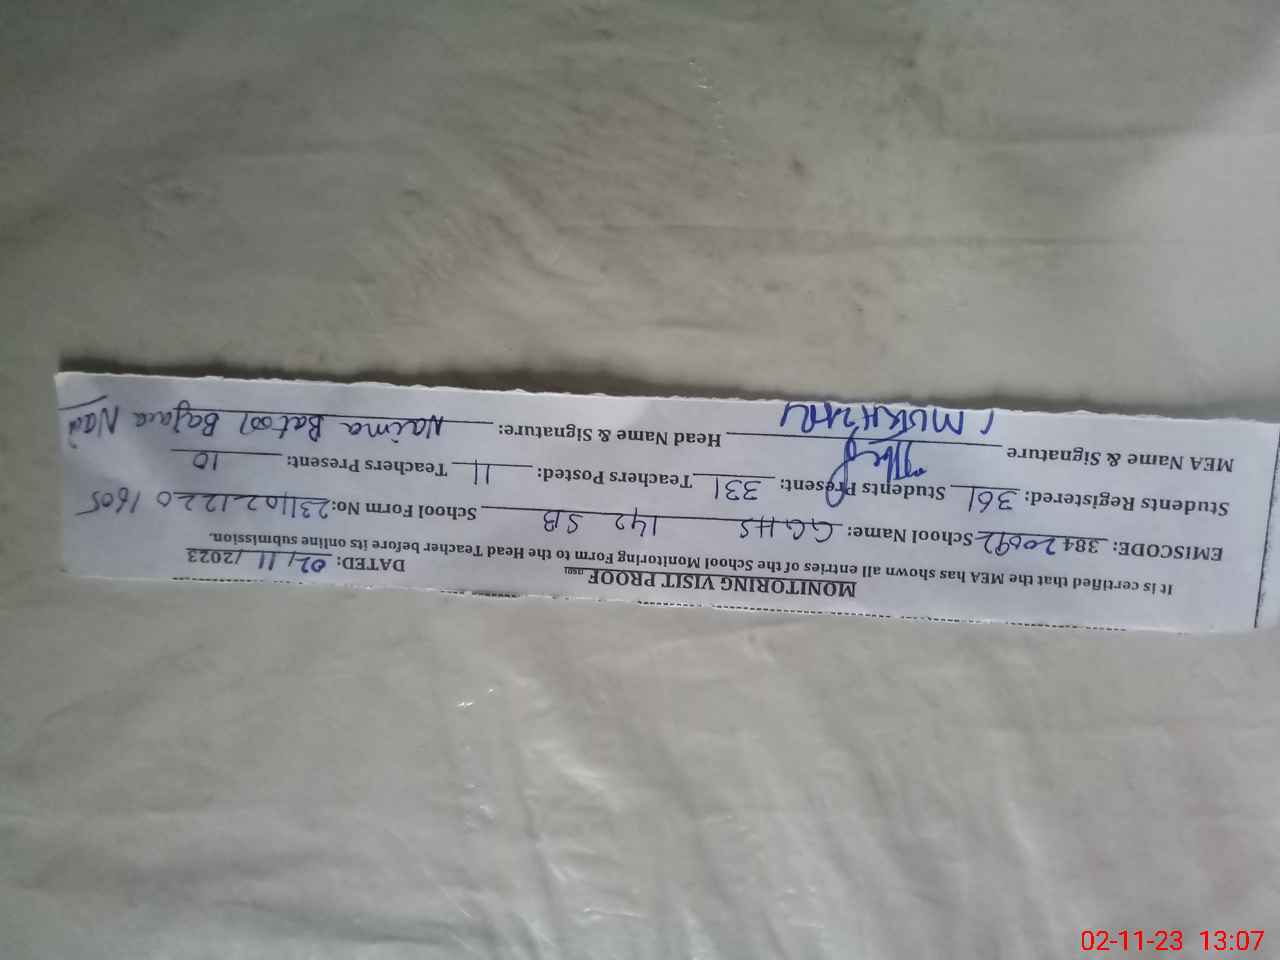 MONITORING VISIT PROOF
DATED: 02/11/2023
It is certified that the MEA has shown all entries of the School Monitoring Form to the Head Teacher before its online submission.
EMISCODE: 38420092 School Name: GGHS 142 SB School Form No: 2311021220 1605
Students Registered: 361 Students Present: 331 Teachers Posted: 11 Teachers Present: 10
MEA Name & Signature MUKHTAR Head Name & Signature: Naima Batool
02-11-23 13:07